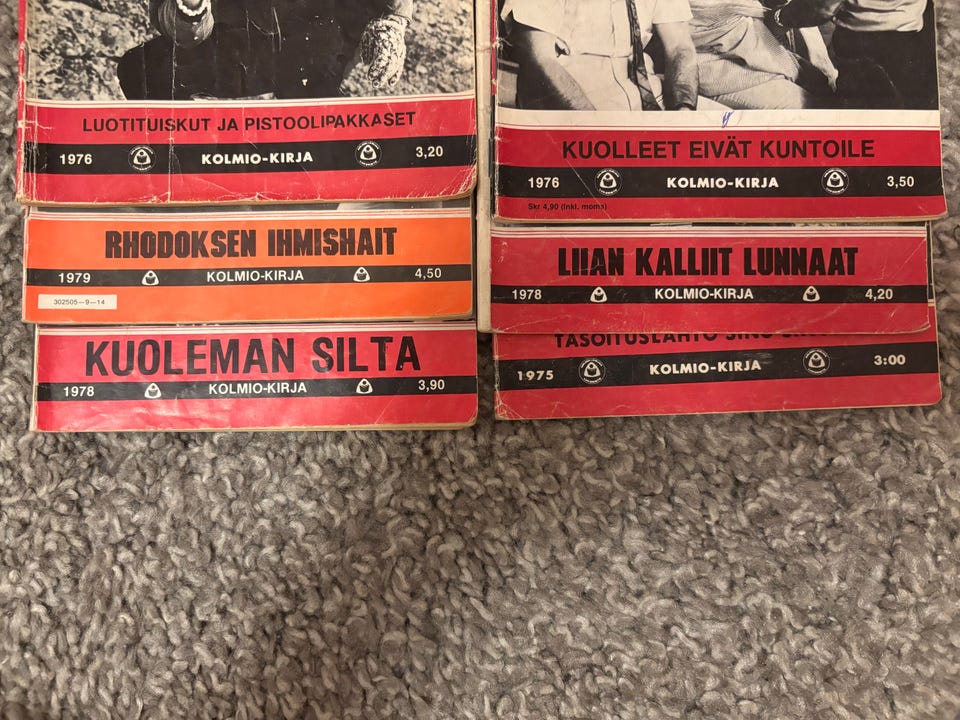 LUOTITUISKUT JA PISTOOLIPAKKASET
1976 KOLMIO-KIRJA 3,20
RHODOKSEN IHMISHAIT
1979 KOLMIO-KIRJA 4,50
302505—9—14
KUOLEMAN SILTA
1978 KOLMIO-KIRJA 3,90
KUOLLEET EIVÄT KUNTOILE
1976 KOLMIO-KIRJA 3,50
Skr 4,90 (inkl. moms)
LIIAN KALLIIT LUNNAAT
1978 KOLMIO-KIRJA 4,20
TASOITUSLAHTÖ
1975 KOLMIO-KIRJA 3:00